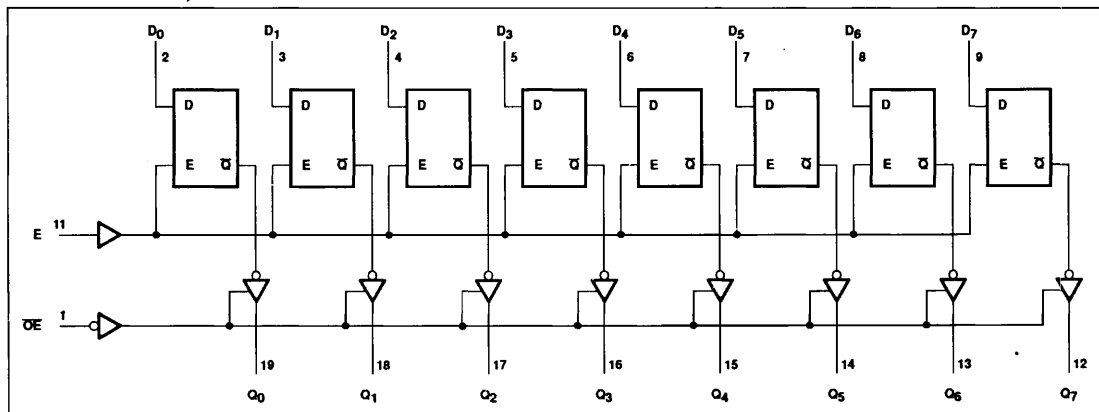 D0 D1 D2 D3 D4 D5 D6 D7
2 3 4 5 6 7 8 9
D D D D D D D D
E Q̅ E Q̅ E Q̅ E Q̅ E Q̅ E Q̅ E Q̅ E Q̅
E 11
O̅E̅ 1
19 18 17 16 15 14 13 12
Q0 Q1 Q2 Q3 Q4 Q5 Q6 Q7